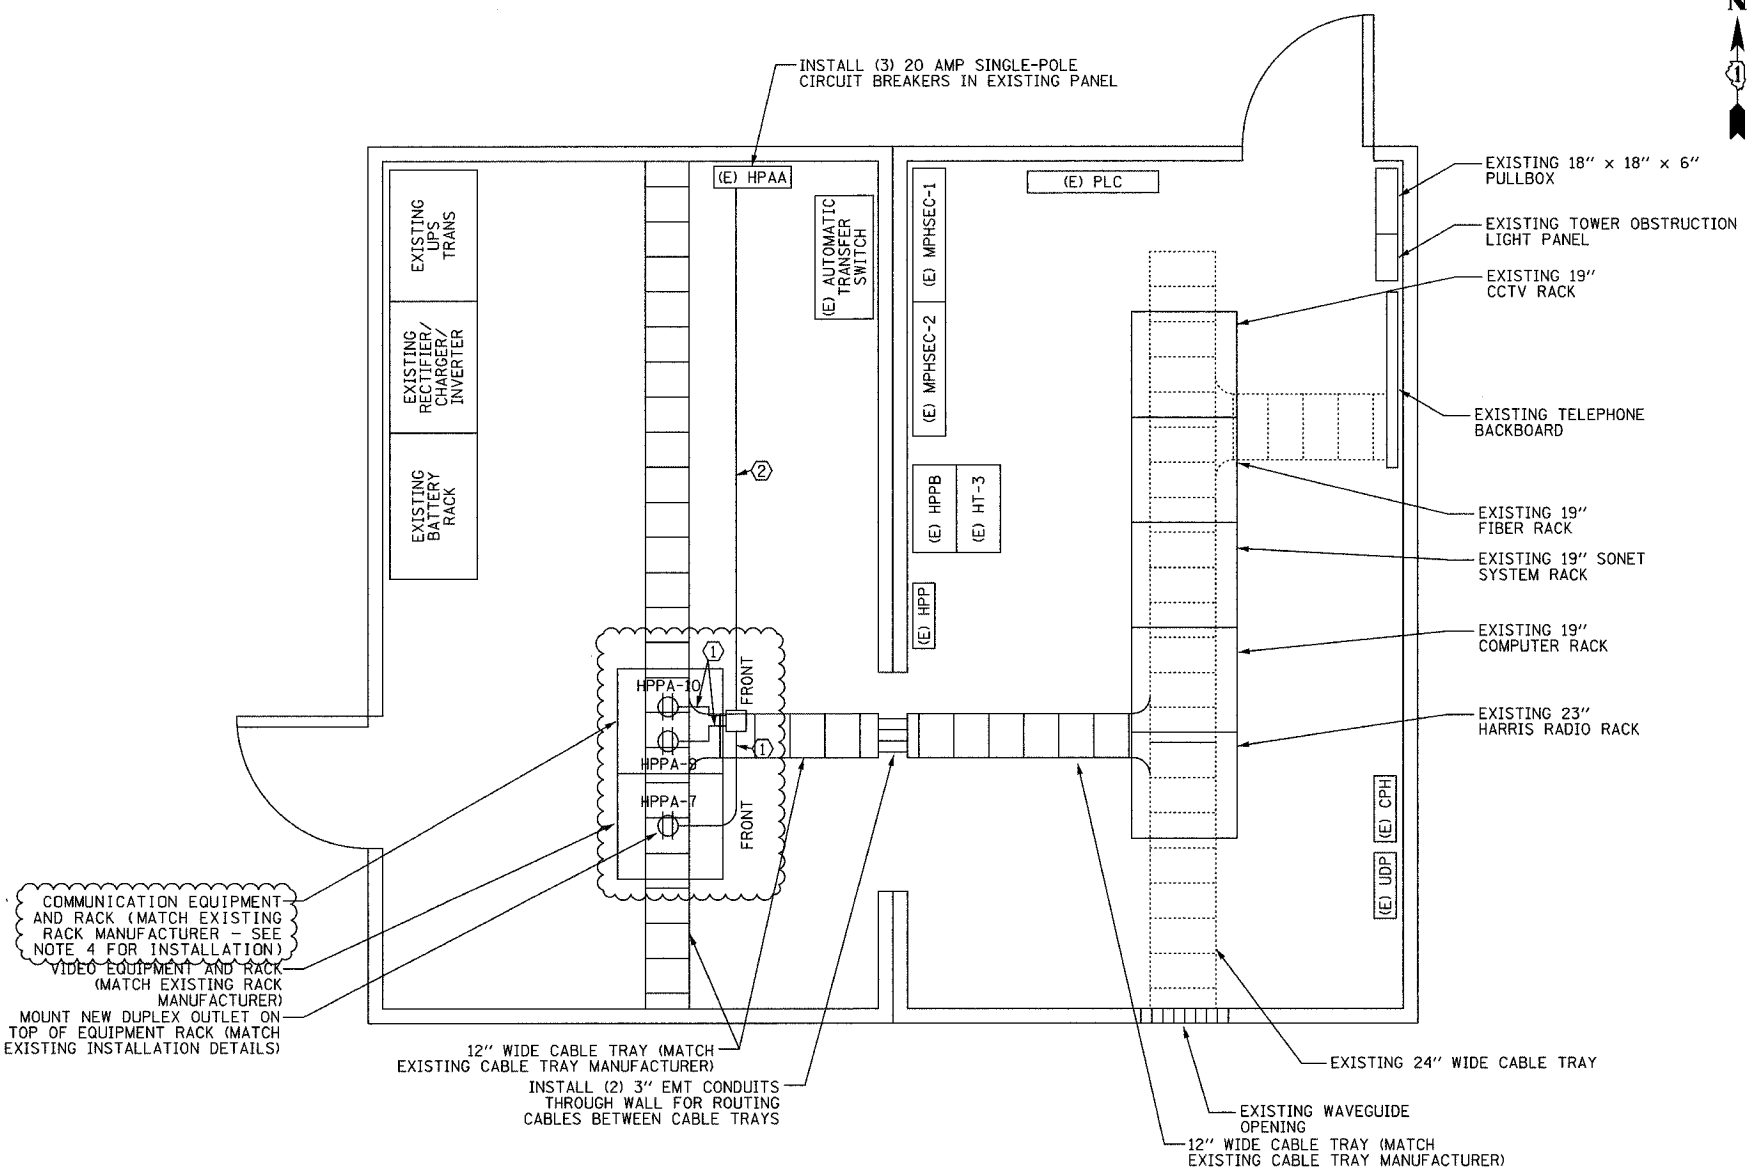 N
1
INSTALL (3) 20 AMP SINGLE-POLE
CIRCUIT BREAKERS IN EXISTING PANEL
(E) HPAA
(E) AUTOMATIC
TRANSFER
SWITCH
EXISTING
UPS
TRANS
EXISTING
RECTIFIER/
CHARGER/
INVERTER
EXISTING
BATTERY
RACK
(E) MPHSEC-1
(E) MPHSEC-2
(E) PLC
(E) HPPB
(E) HT-3
(E) HPP
2
1
HPPA-10
FRONT
1
HPPA-
HPPA-7
FRONT
EXISTING 18" x 18" x 6"
PULLBOX
EXISTING TOWER OBSTRUCTION
LIGHT PANEL
EXISTING 19"
CCTV RACK
EXISTING TELEPHONE
BACKBOARD
EXISTING 19"
FIBER RACK
EXISTING 19" SONET
SYSTEM RACK
EXISTING 19"
COMPUTER RACK
EXISTING 23"
HARRIS RADIO RACK
(E) CPH
(E) UDP
COMMUNICATION EQUIPMENT
AND RACK (MATCH EXISTING
RACK MANUFACTURER - SEE
NOTE 4 FOR INSTALLATION)
VIDEO EQUIPMENT AND RACK
(MATCH EXISTING RACK
MANUFACTURER)
MOUNT NEW DUPLEX OUTLET ON
TOP OF EQUIPMENT RACK (MATCH
EXISTING INSTALLATION DETAILS)
12" WIDE CABLE TRAY (MATCH
EXISTING CABLE TRAY MANUFACTURER)
INSTALL (2) 3" EMT CONDUITS
THROUGH WALL FOR ROUTING
CABLES BETWEEN CABLE TRAYS
EXISTING 24" WIDE CABLE TRAY
EXISTING WAVEGUIDE
OPENING
12" WIDE CABLE TRAY (MATCH
EXISTING CABLE TRAY MANUFACTURER)